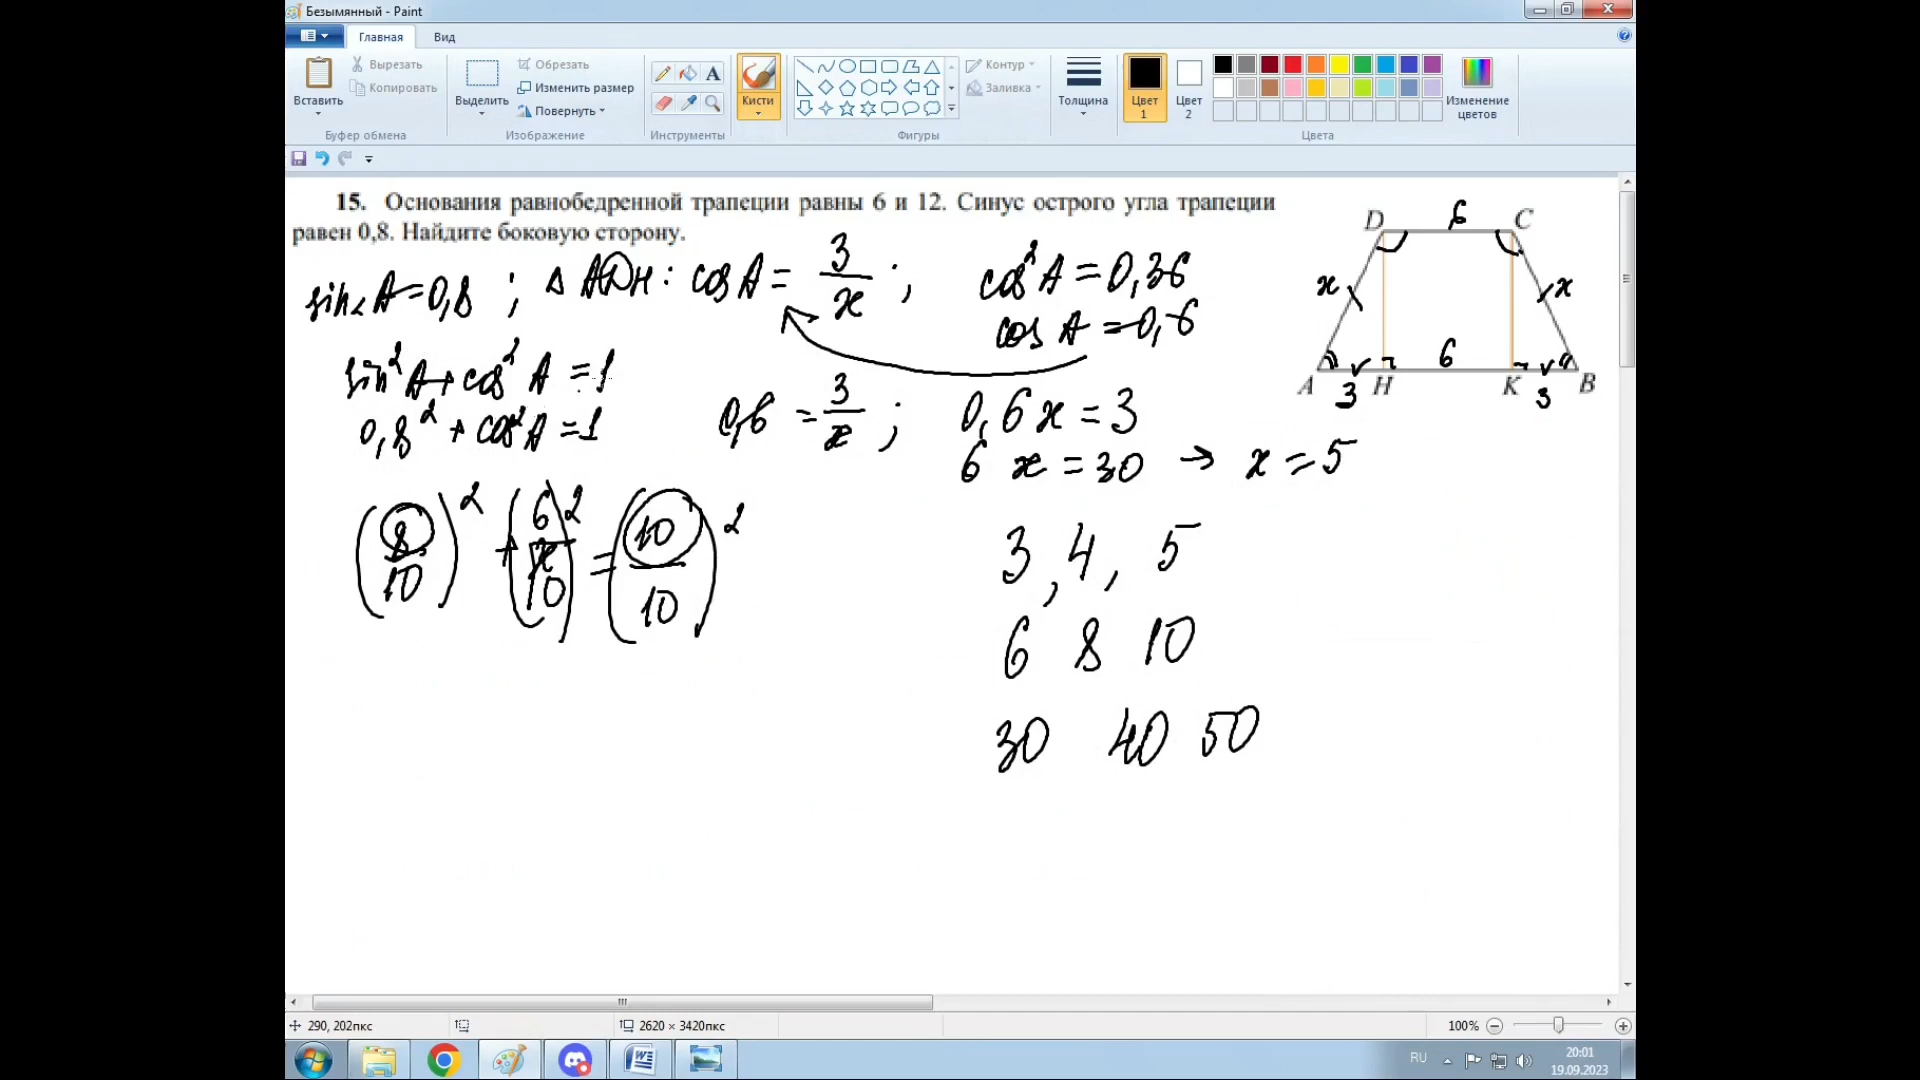 Безымянный - Paint
Главная Вид
Вставить
Вырезать
Копировать
Буфер обмена
Выделить
Обрезать
Изменить размер
Повернуть
Изображение
A
Инструменты
Кисти
Контур
Заливка
Фигуры
Толщина
Цвет 1
Цвет 2
Изменение цветов
Цвета
15. Основания равнобедренной трапеции равны 6 и 12. Синус острого угла трапеции
равен 0,8. Найдите боковую сторону.
D 6 C
x x
6
A 3 H K 3 B
sin∠A=0,8 ; △ADH: cosA= 3/x ; cos²A=0,36
cos A=0,6
sin²A+cos²A=1
0,8²+cos²A=1
0,6=3/x ; 0,6x=3
6 x=30 → x=5
(8/10)² + (6 x/10)² = (10/10)²
3, 4, 5
6 8 10
30 40 50
290, 202пкс
2620 × 3420пкс
100%
RU
20:01
19.09.2023